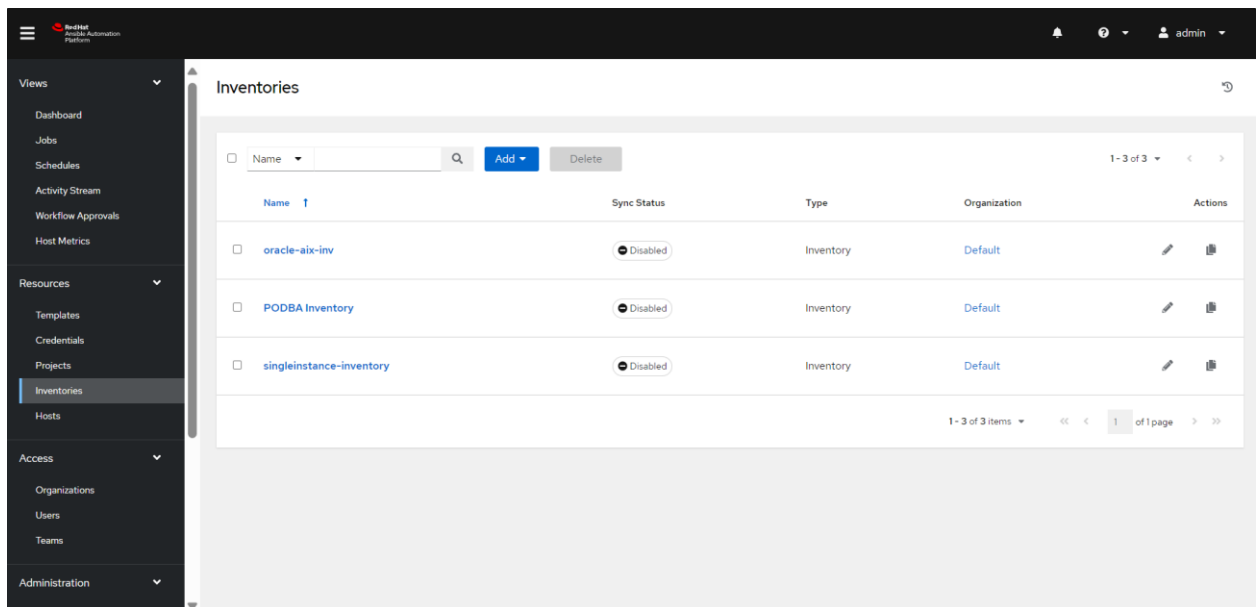 Red Hat
Ansible Automation
Platform
admin
Views
Dashboard
Jobs
Schedules
Activity Stream
Workflow Approvals
Host Metrics
Resources
Templates
Credentials
Projects
Inventories
Hosts
Access
Organizations
Users
Teams
Administration
Inventories
Name Add Delete 1 - 3 of 3
Name Sync Status Type Organization Actions
oracle-aix-inv Disabled Inventory Default
PODBA Inventory Disabled Inventory Default
singleinstance-inventory Disabled Inventory Default
1 - 3 of 3 items 1 of 1 page